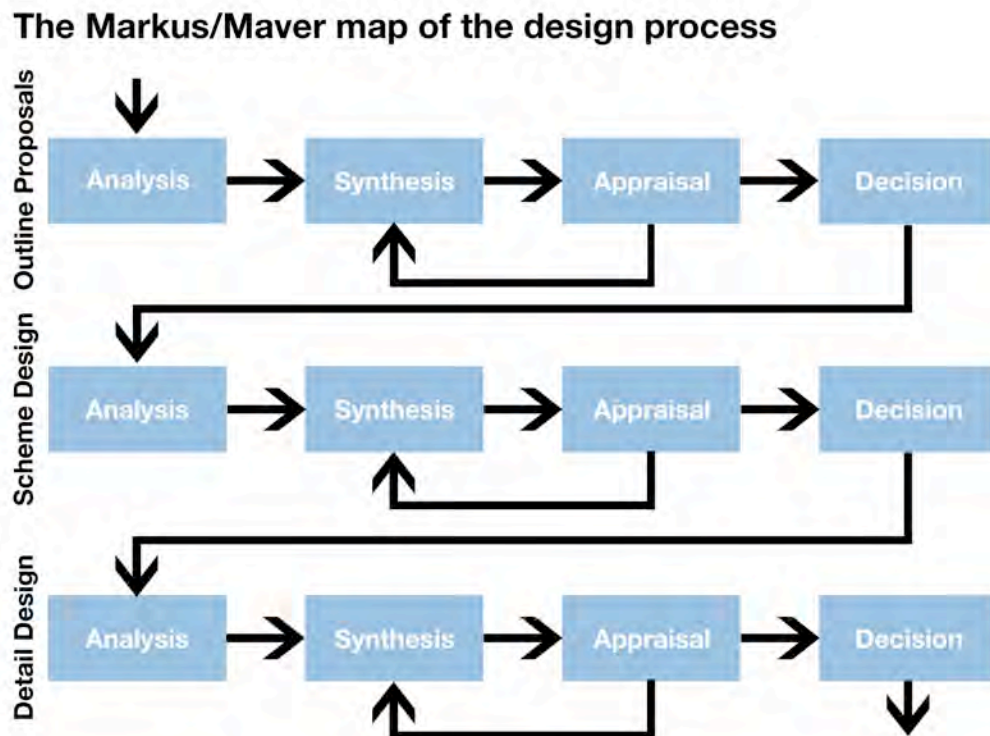 The Markus/Maver map of the design process
Outline Proposals
Analysis
Synthesis
Appraisal
Decision
Scheme Design
Analysis
Synthesis
Appraisal
Decision
Detail Design
Analysis
Synthesis
Appraisal
Decision